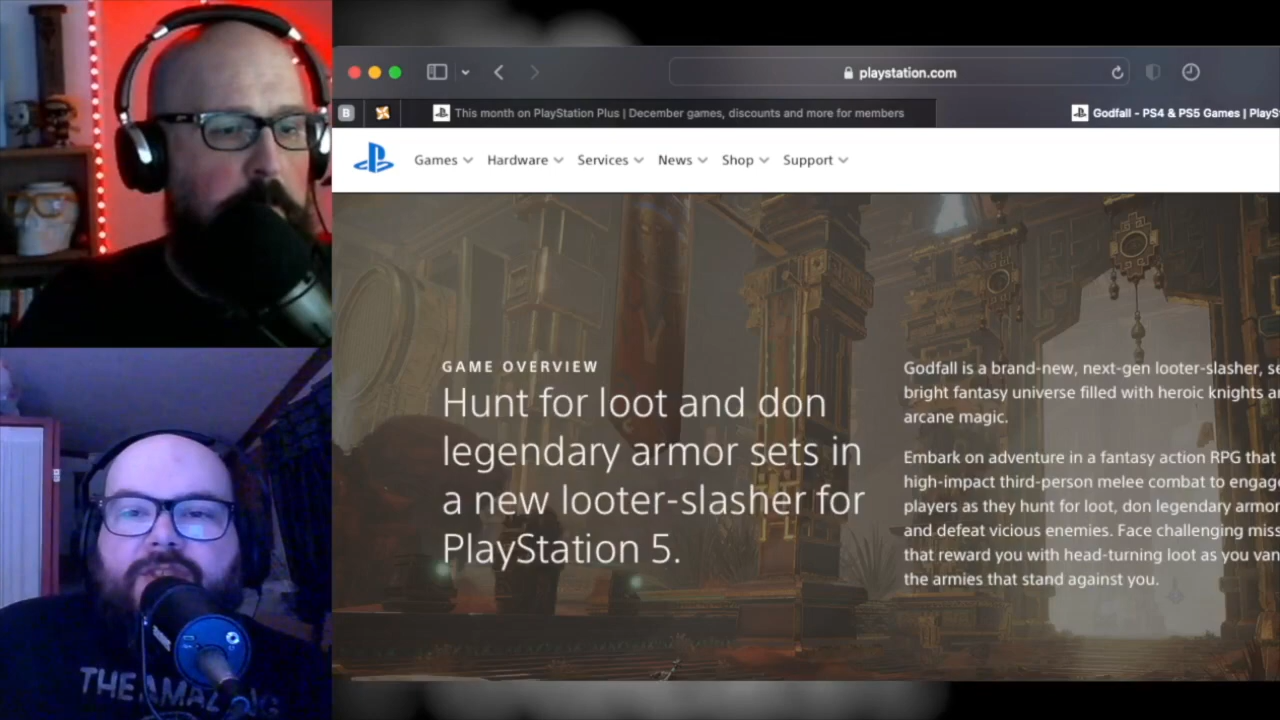 playstation.com
B
This month on PlayStation Plus | December games, discounts and more for members
Godfall - PS4 & PS5 Games | PlayS
Games
Hardware
Services
News
Shop
Support
GAME OVERVIEW
Hunt for loot and don
legendary armor sets in
a new looter-slasher for
PlayStation 5.
Godfall is a brand-new, next-gen looter-slasher, se
bright fantasy universe filled with heroic knights a
arcane magic.
Embark on adventure in a fantasy action RPG that
high-impact third-person melee combat to engage
players as they hunt for loot, don legendary armor
and defeat vicious enemies. Face challenging miss
that reward you with head-turning loot as you van
the armies that stand against you.
THE AMAZING